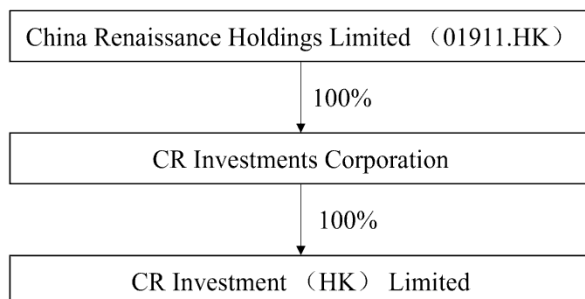 China Renaissance Holdings Limited （01911.HK）
100%
CR Investments Corporation
100%
CR Investment （HK） Limited